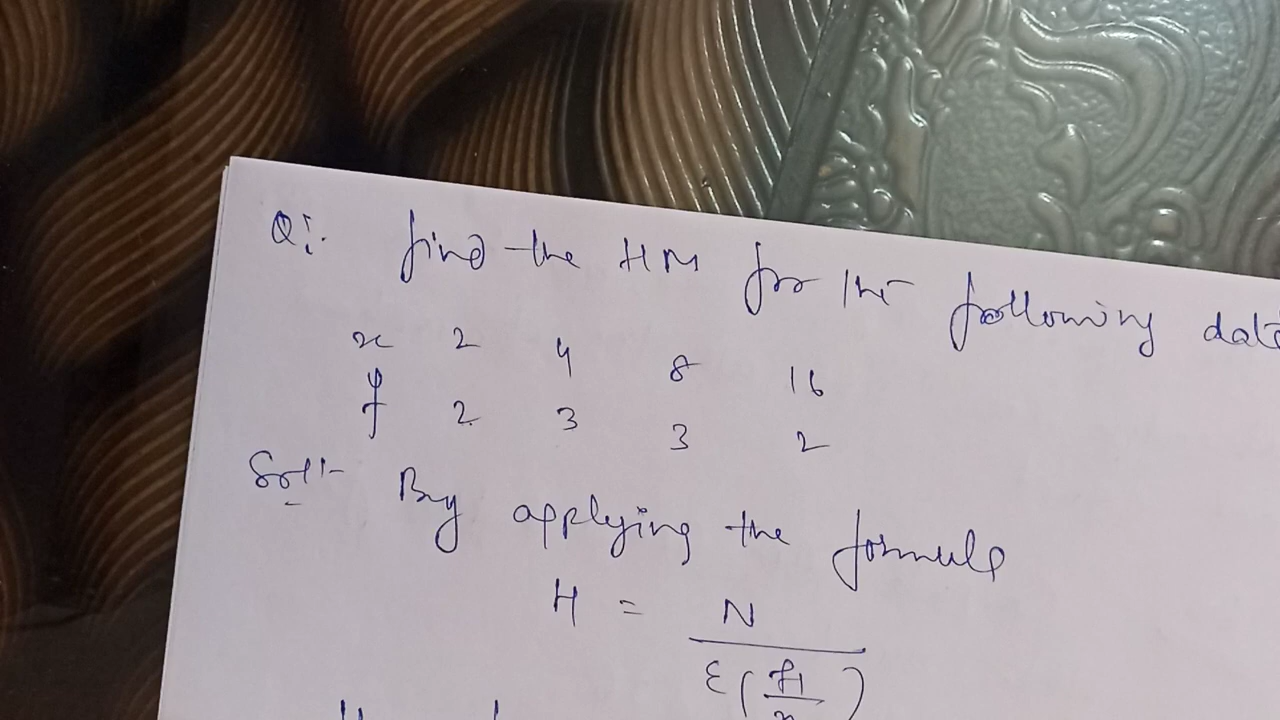 Q:. find the HM for the following data
x 2 4 8 16
f 2 3 3 2
Sol:- By applying the formula
H = N
Σ(f